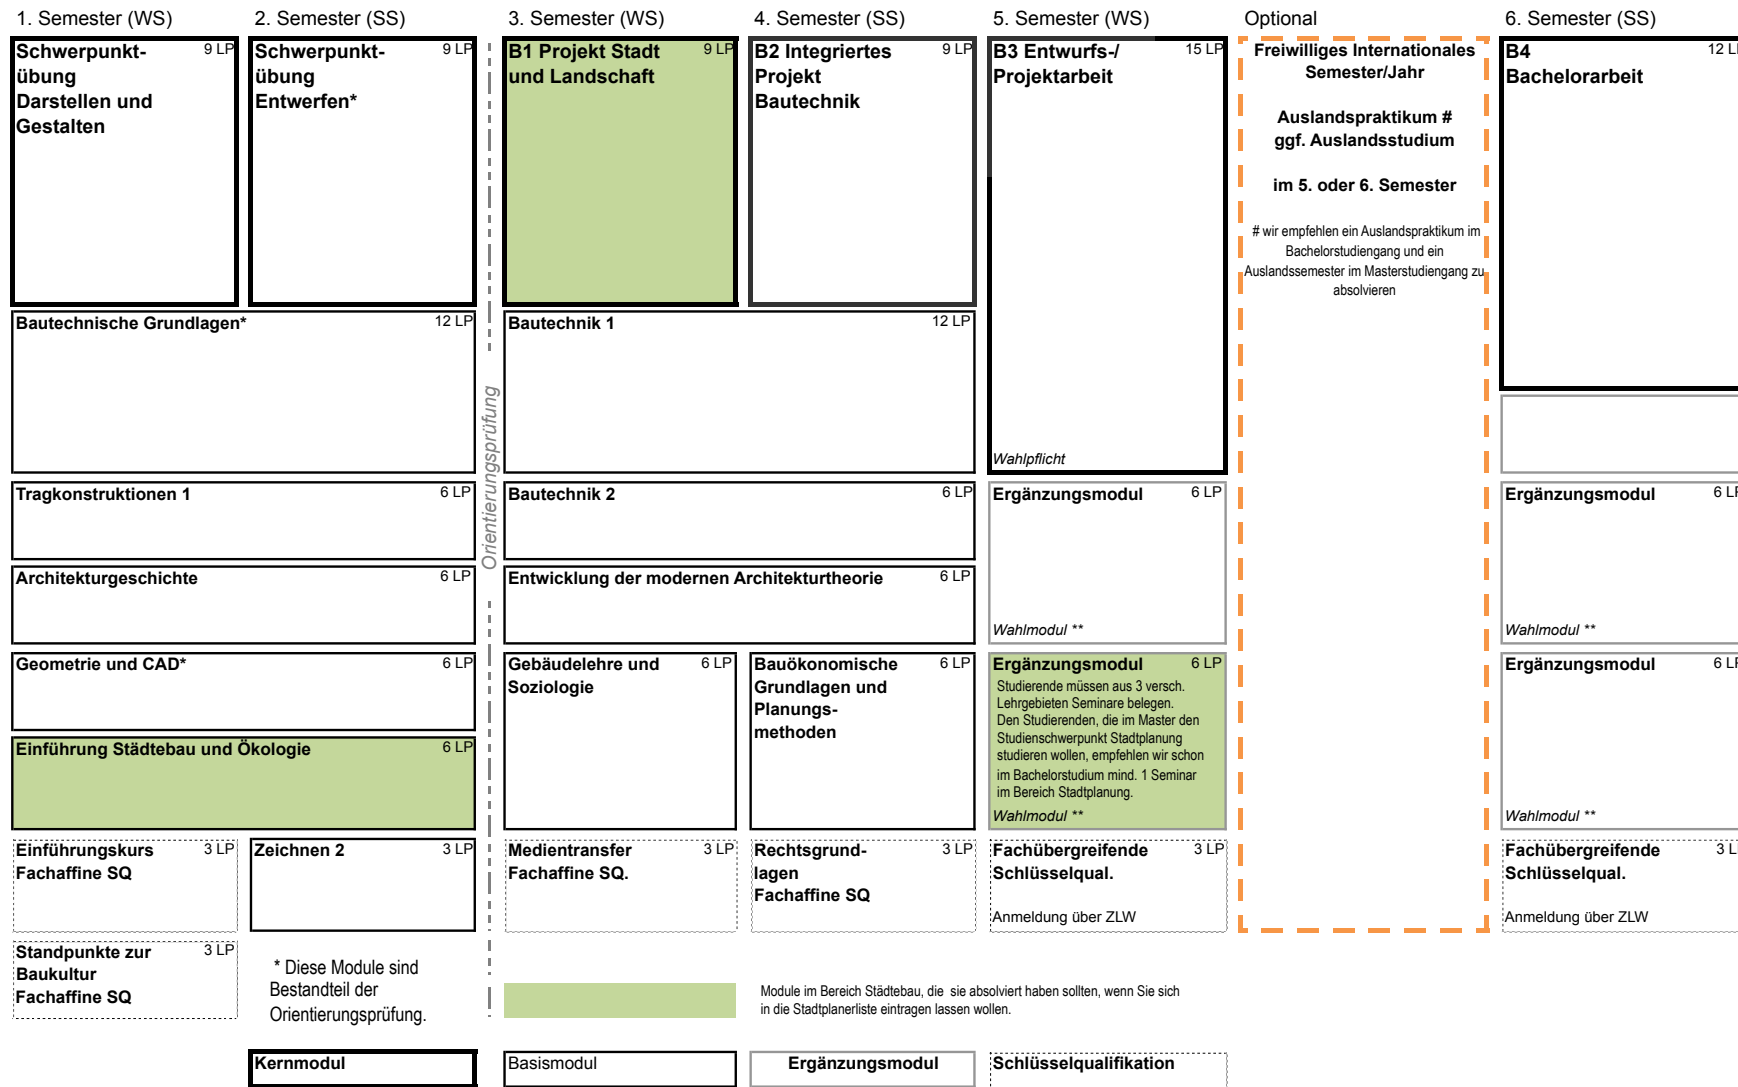 1. Semester (WS)
2. Semester (SS)
3. Semester (WS)
4. Semester (SS)
5. Semester (WS)
Optional
6. Semester (SS)
Schwerpunkt-
übung
Darstellen und
Gestalten
9 LP
Schwerpunkt-
übung
Entwerfen*
9 LP
B1 Projekt Stadt
und Landschaft
9 LP
B2 Integriertes
Projekt
Bautechnik
9 LP
B3 Entwurfs-/
Projektarbeit
15 LP
Wahlpflicht
Freiwilliges Internationales
Semester/Jahr
Auslandspraktikum #
ggf. Auslandsstudium
im 5. oder 6. Semester
# wir empfehlen ein Auslandspraktikum im
Bachelorstudiengang und ein
Auslandssemester im Masterstudiengang zu
absolvieren
B4
Bachelorarbeit
12 L
Bautechnische Grundlagen*
12 LP
Orientierungsprüfung
Bautechnik 1
12 LP
Tragkonstruktionen 1
6 LP
Bautechnik 2
6 LP
Ergänzungsmodul
6 LP
Wahlmodul **
Ergänzungsmodul
6 LP
Wahlmodul **
Architekturgeschichte
6 LP
Entwicklung der modernen Architekturtheorie
6 LP
Geometrie und CAD*
6 LP
Gebäudelehre und
Soziologie
6 LP
Bauökonomische
Grundlagen und
Planungs-
methoden
6 LP
Ergänzungsmodul
6 LP
Studierende müssen aus 3 versch.
Lehrgebieten Seminare belegen.
Den Studierenden, die im Master den
Studienschwerpunkt Stadtplanung
studieren wollen, empfehlen wir schon
im Bachelorstudium mind. 1 Seminar
im Bereich Stadtplanung.
Wahlmodul **
Ergänzungsmodul
6 LP
Wahlmodul **
Einführung Städtebau und Ökologie
6 LP
Einführungskurs
Fachaffine SQ
3 LP
Zeichnen 2
3 LP
Medientransfer
Fachaffine SQ.
3 LP
Rechtsgrund-
lagen
Fachaffine SQ
3 LP
Fachübergreifende
Schlüsselqual.
3 LP
Anmeldung über ZLW
Fachübergreifende
Schlüsselqual.
3 L
Anmeldung über ZLW
Standpunkte zur
Baukultur
Fachaffine SQ
3 LP
* Diese Module sind
Bestandteil der
Orientierungsprüfung.
Module im Bereich Städtebau, die sie absolviert haben sollten, wenn Sie sich
in die Stadtplanerliste eintragen lassen wollen.
Kernmodul
Basismodul
Ergänzungsmodul
Schlüsselqualifikation